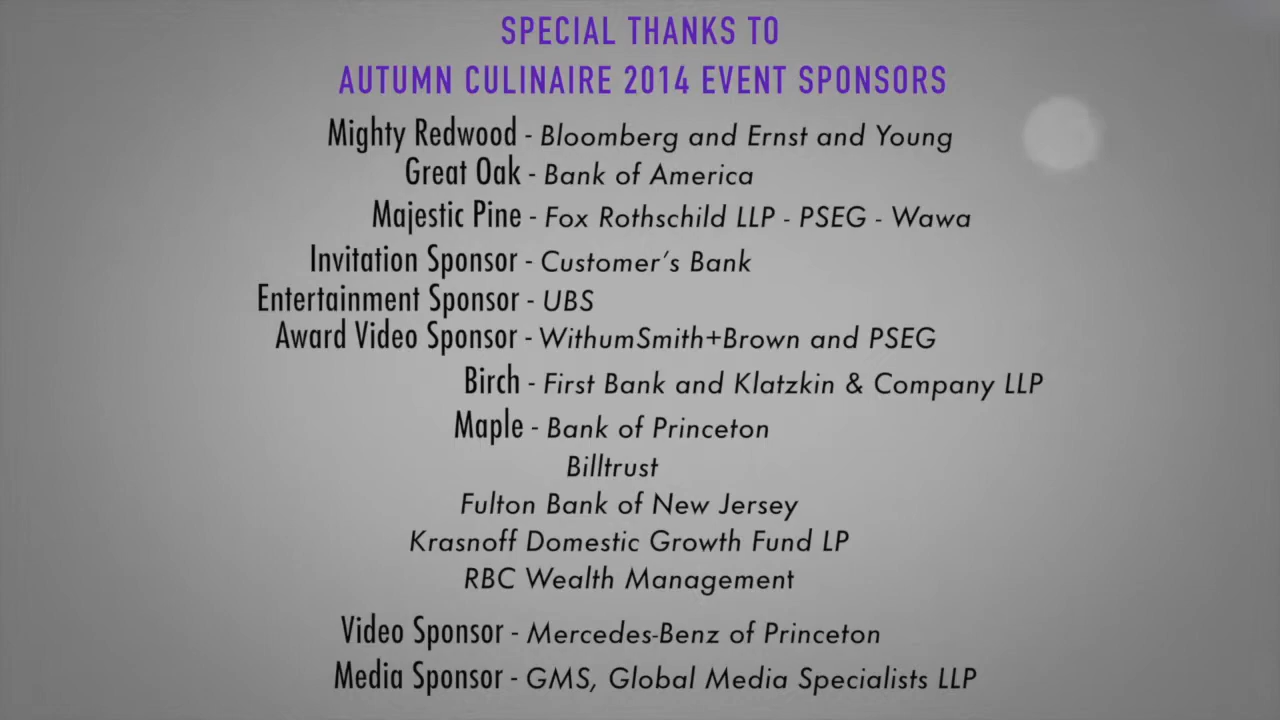 SPECIAL THANKS TO
AUTUMN CULINAIRE 2014 EVENT SPONSORS
Mighty Redwood - Bloomberg and Ernst and Young
Great Oak - Bank of America
Majestic Pine - Fox Rothschild LLP - PSEG - Wawa
Invitation Sponsor - Customer's Bank
Entertainment Sponsor - UBS
Award Video Sponsor - WithumSmith+Brown and PSEG
Birch - First Bank and Klatzkin & Company LLP
Maple - Bank of Princeton
Billtrust
Fulton Bank of New Jersey
Krasnoff Domestic Growth Fund LP
RBC Wealth Management
Video Sponsor - Mercedes-Benz of Princeton
Media Sponsor - GMS, Global Media Specialists LLP